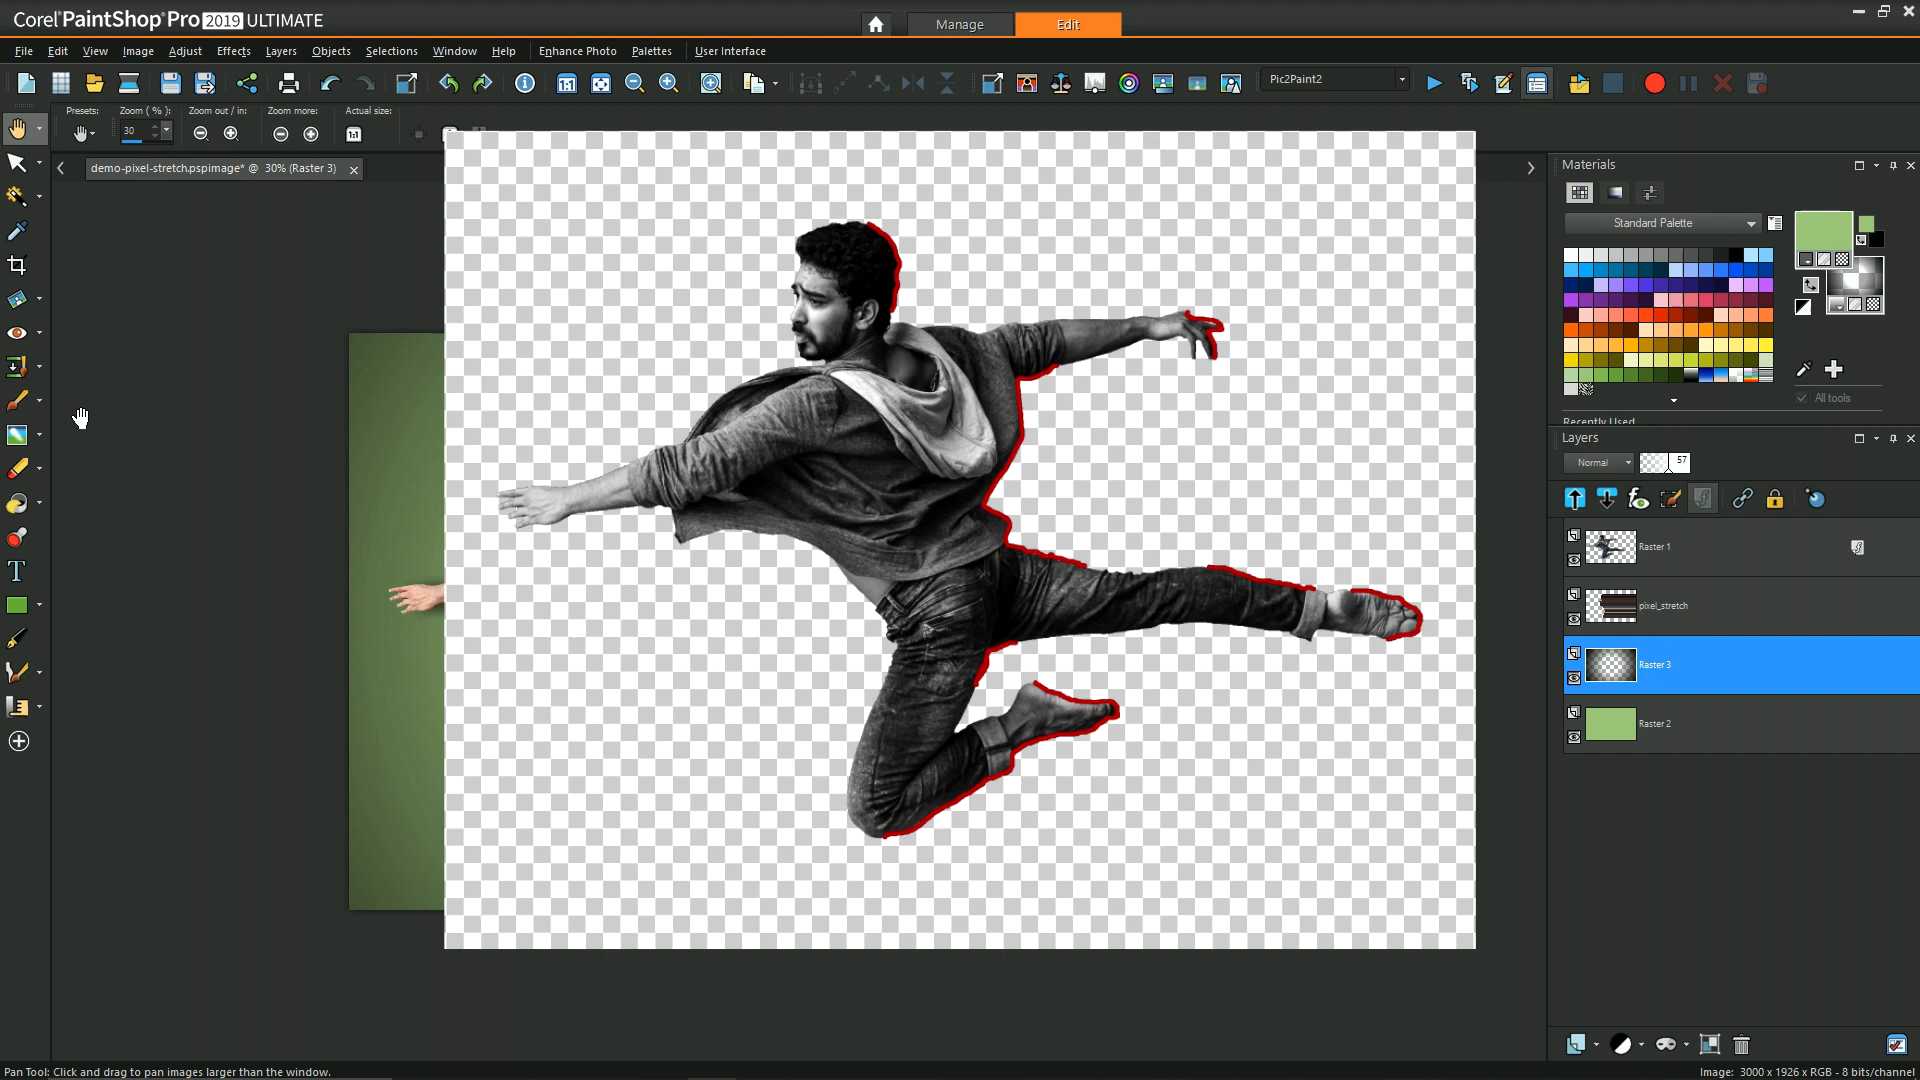 Corel PaintShop Pro 2019 ULTIMATE
Manage
Edit
File Edit View Image Adjust Effects Layers Objects Selections Window Help Enhance Photo Palettes User Interface
Pic2Paint2
Presets:
Zoom ( % ):
Zoom out / in:
Zoom more:
Actual size:
30
demo-pixel-stretch.pspimage* @ 30% (Raster 3)
Materials
Standard Palette
All tools
Recently Used
Layers
Normal
57
Raster 1
pixel_stretch
Raster 3
Raster 2
Pan Tool: Click and drag to pan images larger than the window.
Image: 3000 x 1926 x RGB - 8 bits/channel